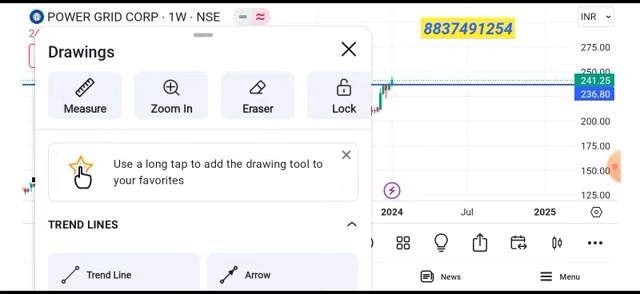 POWER GRID CORP · 1W · NSE
INR
8837491254
Drawings
Measure
Zoom In
Eraser
Lock
Use a long tap to add the drawing tool to
your favorites
TREND LINES
Trend Line
Arrow
275.00
250.00
241.25
236.80
200.00
175.00
150.00
125.00
2024
Jul
2025
News
Menu